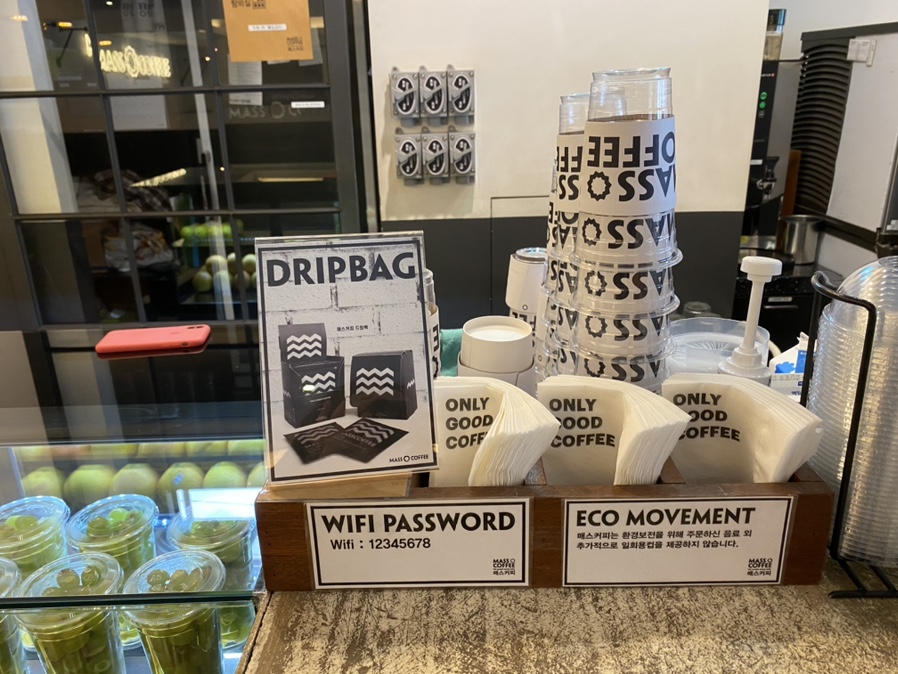 MASS COFFEE
MASS
DRIPBAG
매스커피 드립백
MASS COFFEE
MASS COFFEE
MASS
MASS
MASS
ONLY
GOOD
COFFEE
ONLY
GOOD
COFFEE
ONLY
GOOD
COFFEE
WIFI PASSWORD
Wifi : 12345678
MASS
COFFEE
매스커피
ECO MOVEMENT
매스커피는 환경보전을 위해 주문하신 음료 외
추가적으로 일회용컵을 제공하지 않습니다.
MASS
COFFEE
매스커피